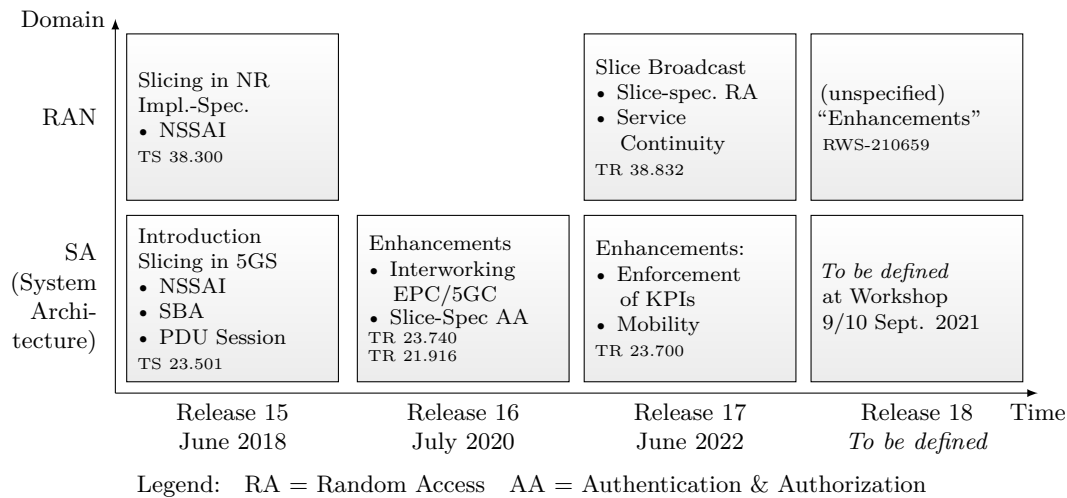 Domain
RAN
Slicing in NR
Impl.-Spec.
• NSSAI
TS 38.300
Slice Broadcast
• Slice-spec. RA
• Service
Continuity
TR 38.832
(unspecified)
“Enhancements”
RWS-210659
SA
(System
Archi-
tecture)
Introduction
Slicing in 5GS
• NSSAI
• SBA
• PDU Session
TS 23.501
Enhancements
• Interworking
EPC/5GC
• Slice-Spec AA
TR 23.740
TR 21.916
Enhancements:
• Enforcement
of KPIs
• Mobility
TR 23.700
To be defined
at Workshop
9/10 Sept. 2021
Release 15
June 2018
Release 16
July 2020
Release 17
June 2022
Release 18
To be defined
Time
Legend: RA = Random Access AA = Authentication & Authorization